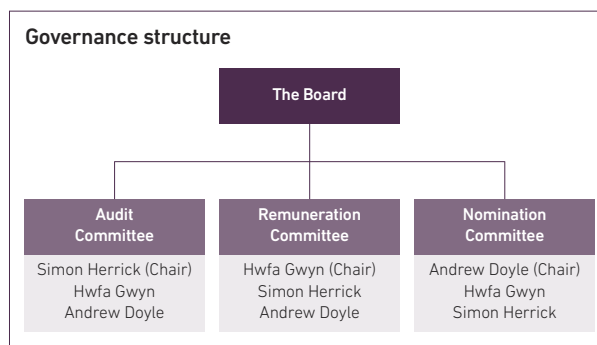 Governance structure
The Board
Audit
Committee
Simon Herrick (Chair)
Hwfa Gwyn
Andrew Doyle
Remuneration
Committee
Hwfa Gwyn (Chair)
Simon Herrick
Andrew Doyle
Nomination
Committee
Andrew Doyle (Chair)
Hwfa Gwyn
Simon Herrick